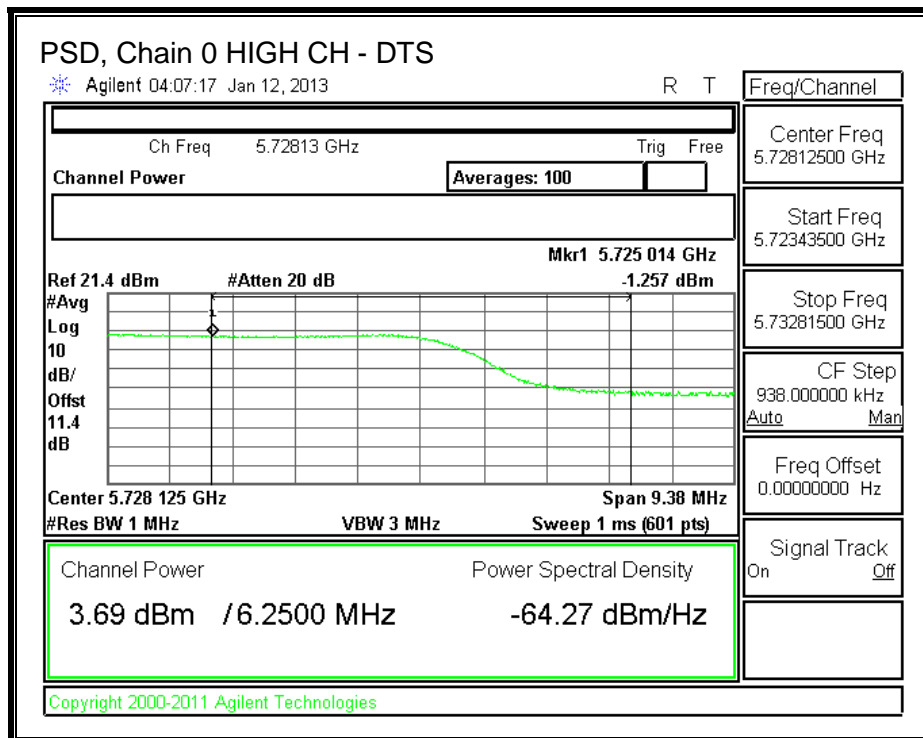 PSD, Chain 0 HIGH CH - DTS
Agilent 04:07:17 Jan 12, 2013 R T
Ch Freq 5.72813 GHz Trig Free
Channel Power Averages: 100
Mkr1 5.725 014 GHz
Ref 21.4 dBm #Atten 20 dB -1.257 dBm
#Avg
Log
10
dB/
Offst
11.4
dB
1
Center 5.728 125 GHz Span 9.38 MHz
#Res BW 1 MHz VBW 3 MHz Sweep 1 ms (601 pts)
Channel Power Power Spectral Density
3.69 dBm / 6.2500 MHz -64.27 dBm/Hz
Copyright 2000-2011 Agilent Technologies
Freq/Channel
Center Freq
5.72812500 GHz
Start Freq
5.72343500 GHz
Stop Freq
5.73281500 GHz
CF Step
938.000000 kHz
Auto Man
Freq Offset
0.00000000 Hz
Signal Track
On Off